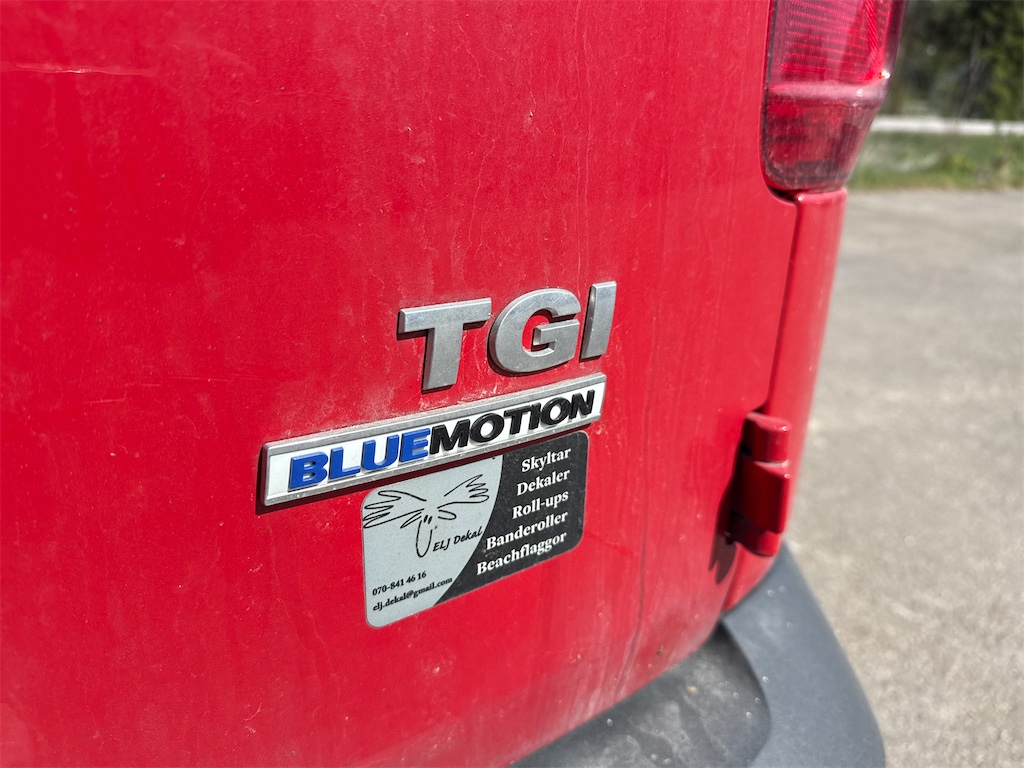 TGI
BLUEMOTION
ELJ Dekal
070-841 46 16
elj.dekal@gmail.com
Skyltar
Dekaler
Roll-ups
Banderoller
Beachflaggor